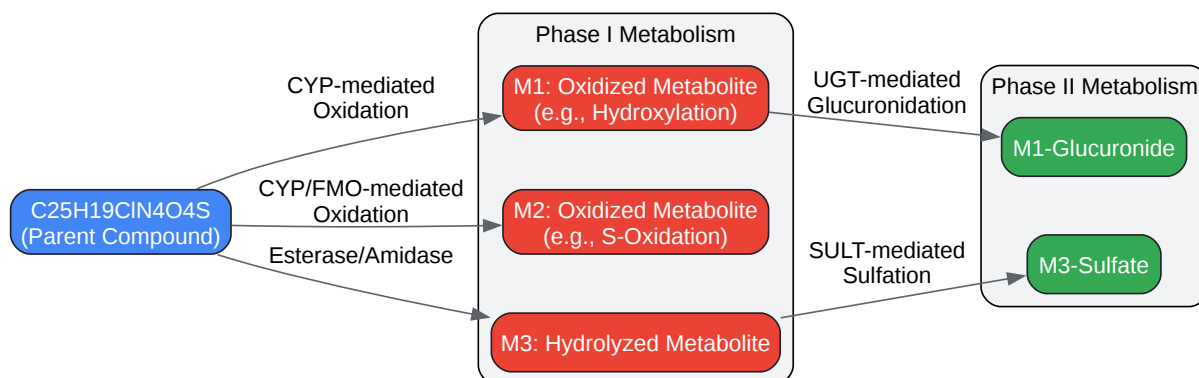 Phase I Metabolism
CYP-mediated
Oxidation
M1: Oxidized Metabolite
(e.g., Hydroxylation)
UGT-mediated
Glucuronidation
Phase II Metabolism
M1-Glucuronide
C25H19ClN4O4S
(Parent Compound)
CYP/FMO-mediated
Oxidation
M2: Oxidized Metabolite
(e.g., S-Oxidation)
Esterase/Amidase
SULT-mediated
Sulfation
M3-Sulfate
M3: Hydrolyzed Metabolite